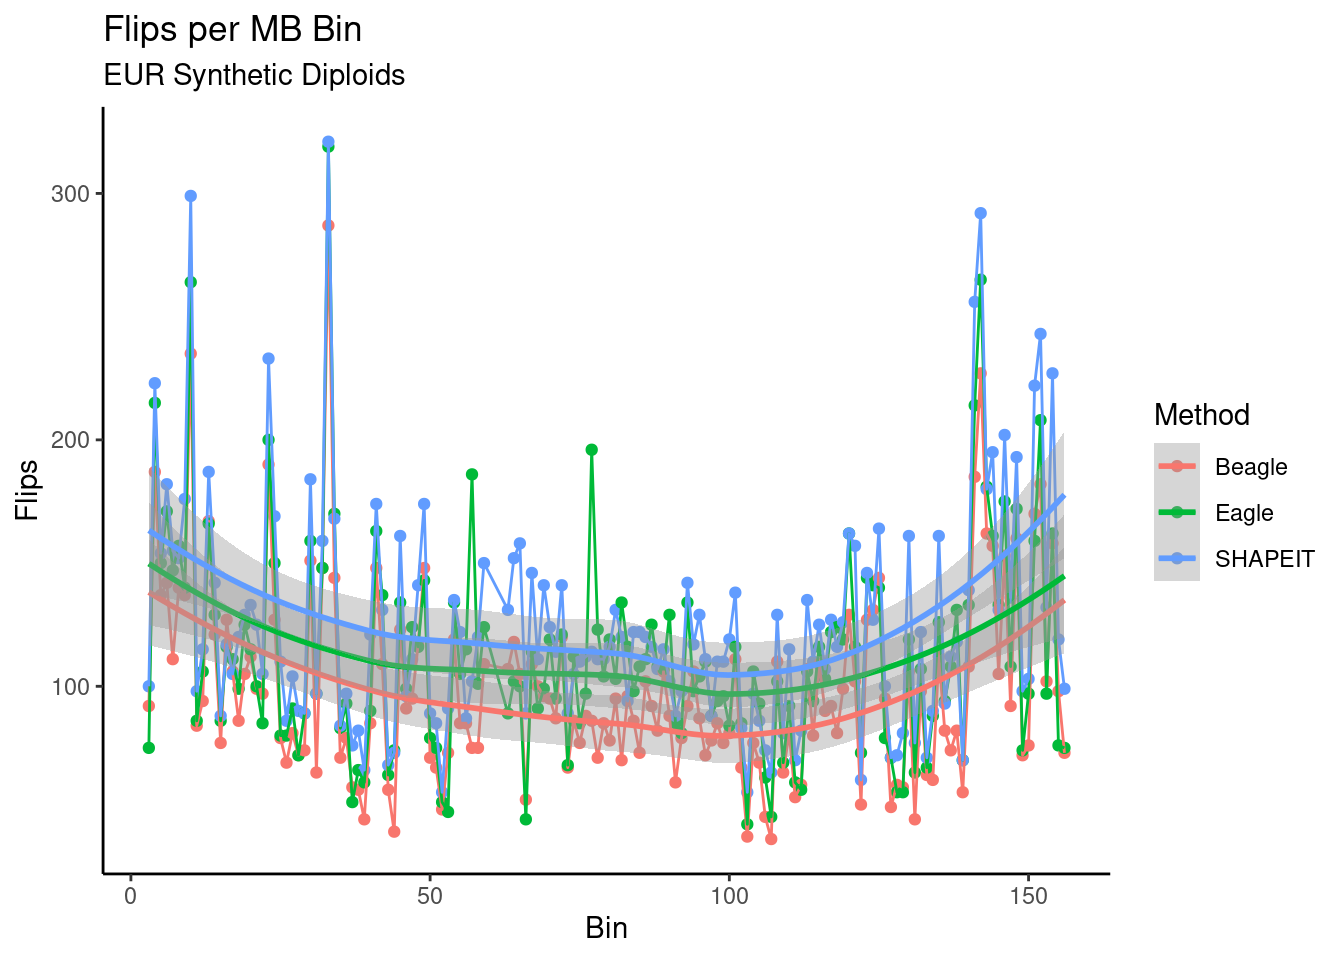 Flips per MB Bin
EUR Synthetic Diploids
Flips
300
200
100
0
50
100
150
Bin
Method
Beagle
Eagle
SHAPEIT